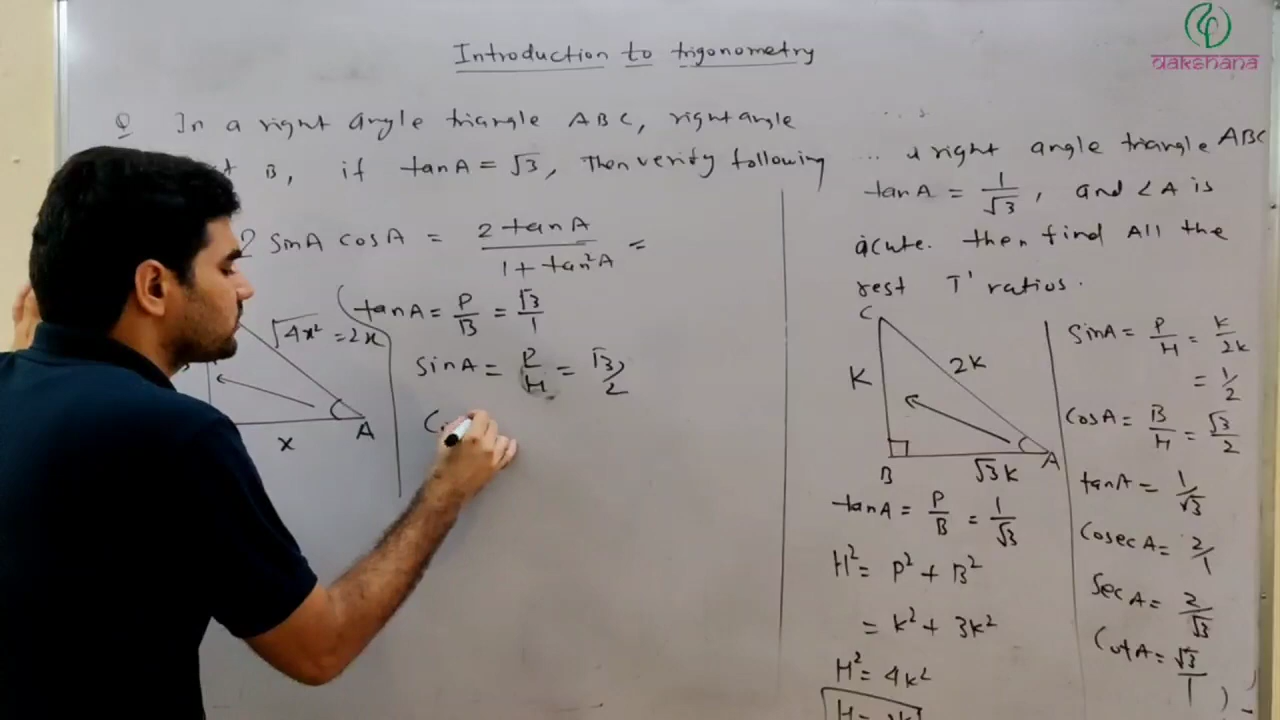 Introduction to trigonometry
dakshana
Q In a right angle triangle ABC, right angle
B, if tanA = √3, then verify following
2 sinA cosA = 2 tanA / 1 + tan²A =
√4x² = 2x
x
A
tanA = P/B = √3/1
sinA = P/H = √3/2
C
... a right angle triangle ABC
tanA = 1/√3, and ∠A is
acute. then find All the
rest T' ratios.
C
K
2K
B
√3K
A
tanA = P/B = 1/√3
H² = P² + B²
= K² + 3K²
H² = 4K²
sinA = P/H = K/2K
= 1/2
CosA = B/H = √3/2
tanA = 1/√3
CosecA = 2/1
SecA = 2/√3
CotA = √3/1